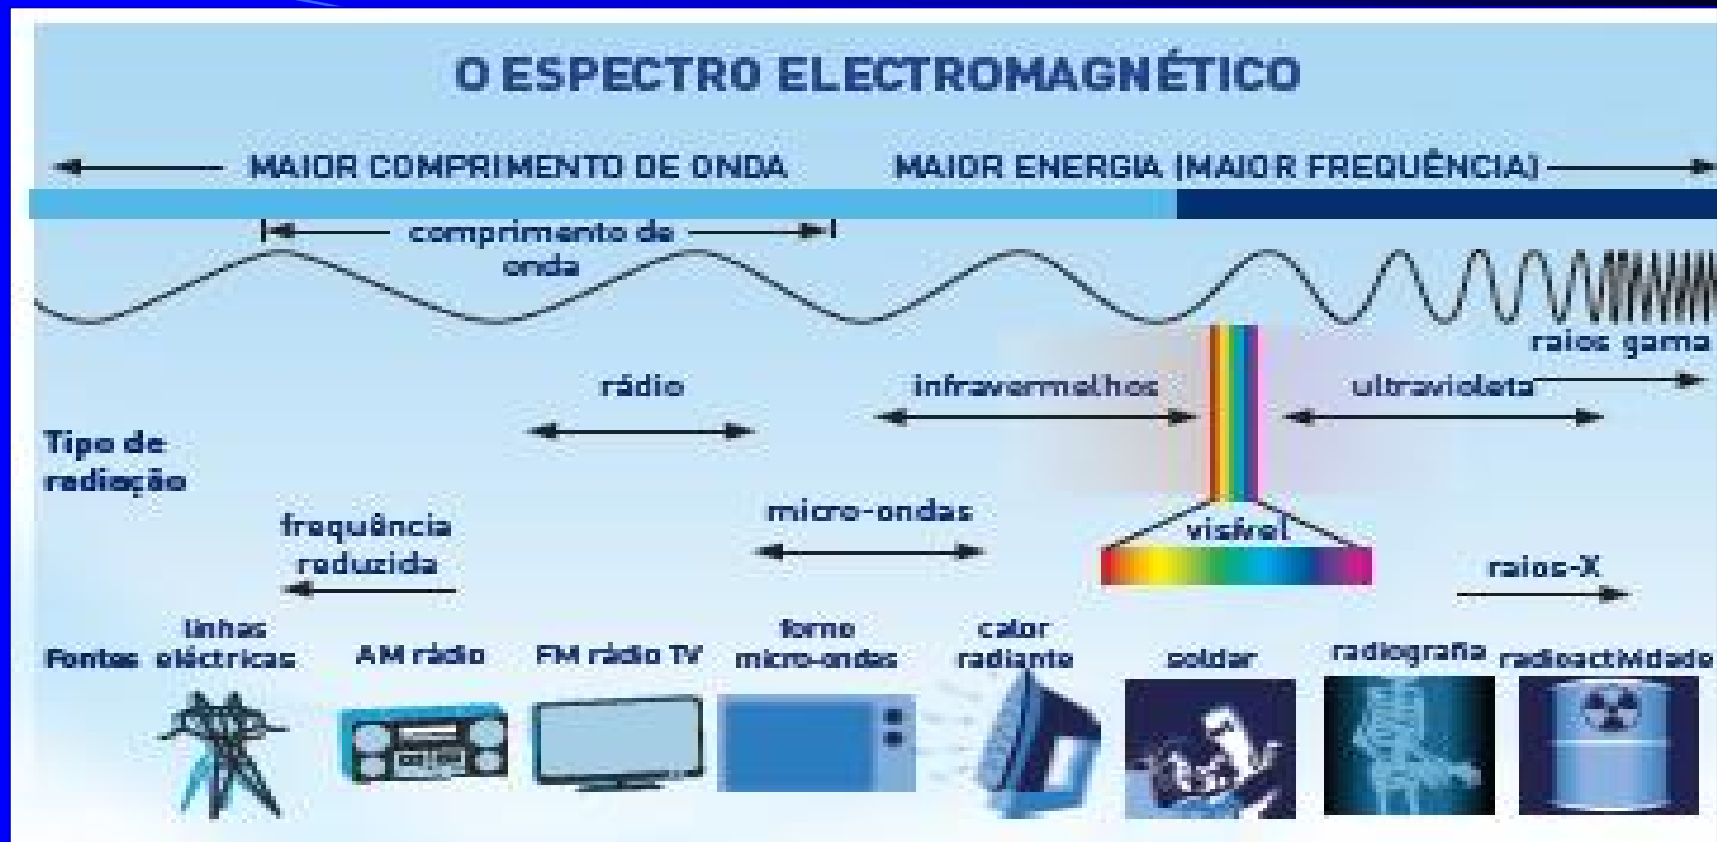 O ESPECTRO ELECTROMAGNÉTICO
MAIOR COMPRIMENTO DE ONDA
MAIOR ENERGIA (MAIOR FREQUÊNCIA)
comprimento de
onda
raios gama
rádio
infravermelhos
ultravioleta
Tipo de
radiação
micro-ondas
frequência
reduzida
visível
raios-X
Fontes
linhas
eléctricas
AM rádio
FM rádio TV
forno
micro-ondas
calor
radiante
soldar
radiografia
radioactividade